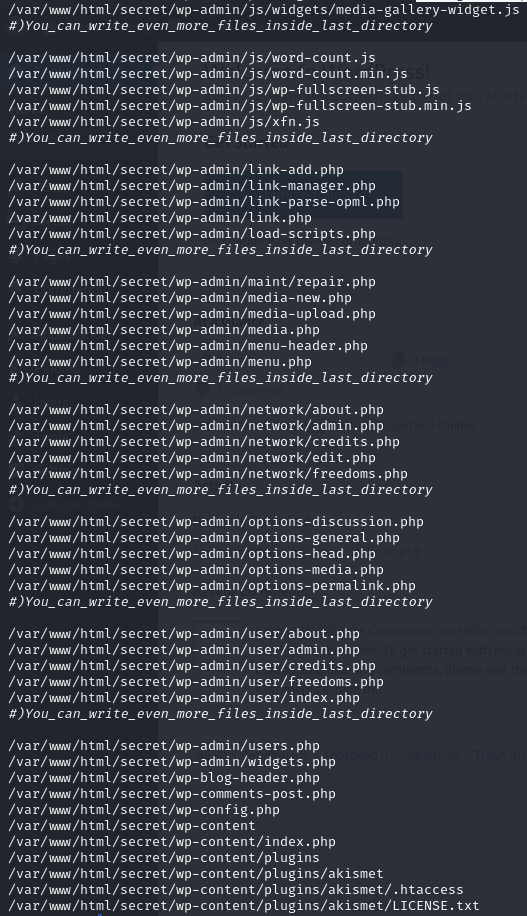 /var/www/html/secret/wp-admin/js/widgets/media-gallery-widget.js
#)You_can_write_even_more_files_inside_last_directory
/var/www/html/secret/wp-admin/js/word-count.js
/var/www/html/secret/wp-admin/js/word-count.min.js
/var/www/html/secret/wp-admin/js/wp-fullscreen-stub.js
/var/www/html/secret/wp-admin/js/wp-fullscreen-stub.min.js
/var/www/html/secret/wp-admin/js/xfn.js
#)You_can_write_even_more_files_inside_last_directory
/var/www/html/secret/wp-admin/link-add.php
/var/www/html/secret/wp-admin/link-manager.php
/var/www/html/secret/wp-admin/link-parse-opml.php
/var/www/html/secret/wp-admin/link.php
/var/www/html/secret/wp-admin/load-scripts.php
#)You_can_write_even_more_files_inside_last_directory
/var/www/html/secret/wp-admin/maint/repair.php
/var/www/html/secret/wp-admin/media-new.php
/var/www/html/secret/wp-admin/media-upload.php
/var/www/html/secret/wp-admin/media.php
/var/www/html/secret/wp-admin/menu-header.php
/var/www/html/secret/wp-admin/menu.php
#)You_can_write_even_more_files_inside_last_directory
/var/www/html/secret/wp-admin/network/about.php
/var/www/html/secret/wp-admin/network/admin.php
/var/www/html/secret/wp-admin/network/credits.php
/var/www/html/secret/wp-admin/network/edit.php
/var/www/html/secret/wp-admin/network/freedoms.php
#)You_can_write_even_more_files_inside_last_directory
/var/www/html/secret/wp-admin/options-discussion.php
/var/www/html/secret/wp-admin/options-general.php
/var/www/html/secret/wp-admin/options-head.php
/var/www/html/secret/wp-admin/options-media.php
/var/www/html/secret/wp-admin/options-permalink.php
#)You_can_write_even_more_files_inside_last_directory
/var/www/html/secret/wp-admin/user/about.php
/var/www/html/secret/wp-admin/user/admin.php
/var/www/html/secret/wp-admin/user/credits.php
/var/www/html/secret/wp-admin/user/freedoms.php
/var/www/html/secret/wp-admin/user/index.php
#)You_can_write_even_more_files_inside_last_directory
/var/www/html/secret/wp-admin/users.php
/var/www/html/secret/wp-admin/widgets.php
/var/www/html/secret/wp-blog-header.php
/var/www/html/secret/wp-comments-post.php
/var/www/html/secret/wp-config.php
/var/www/html/secret/wp-content
/var/www/html/secret/wp-content/index.php
/var/www/html/secret/wp-content/plugins
/var/www/html/secret/wp-content/plugins/akismet
/var/www/html/secret/wp-content/plugins/akismet/.htaccess
/var/www/html/secret/wp-content/plugins/akismet/LICENSE.txt